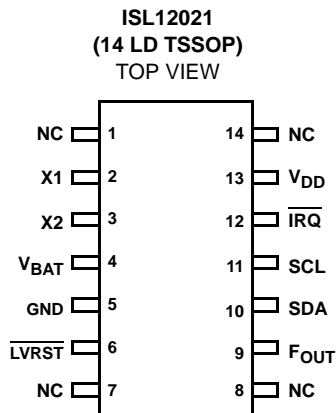 ISL12021
(14 LD TSSOP)
TOP VIEW
NC 1 14 NC
X1 2 13 VDD
X2 3 12 IRQ
VBAT 4 11 SCL
GND 5 10 SDA
LVRST 6 9 FOUT
NC 7 8 NC